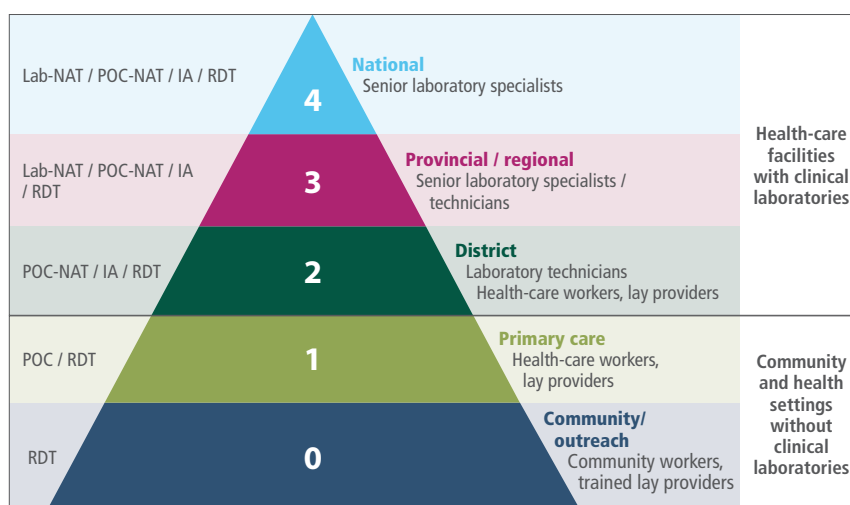 Lab-NAT / POC-NAT / IA / RDT
4
National
Senior laboratory specialists
Lab-NAT / POC-NAT / IA
/ RDT
3
Provincial / regional
Senior laboratory specialists /
technicians
POC-NAT / IA / RDT
2
District
Laboratory technicians
Health-care workers, lay providers
Health-care
facilities
with clinical
laboratories
POC / RDT
1
Primary care
Health-care workers,
lay providers
RDT
0
Community/
outreach
Community workers,
trained lay providers
Community
and health
settings
without
clinical
laboratories